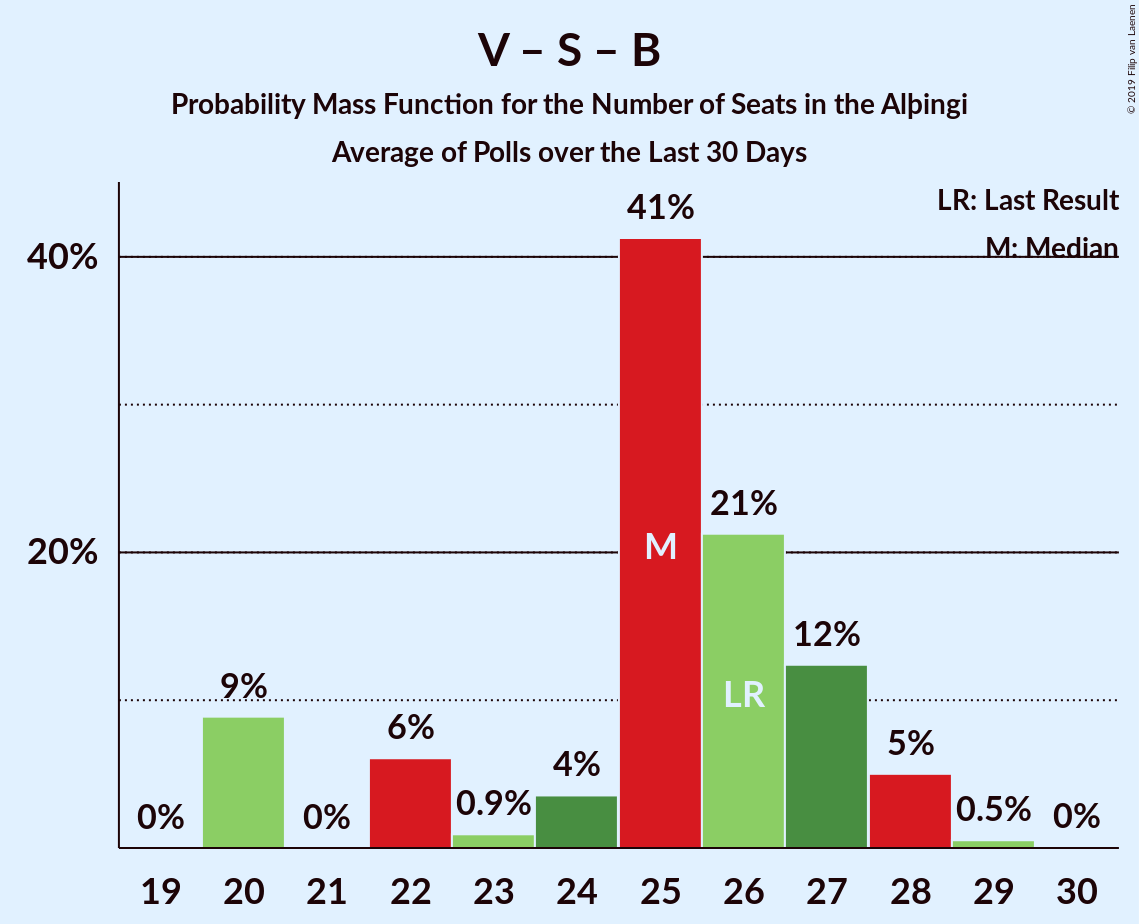 V – S – B
Probability Mass Function for the Number of Seats in the Alþingi
Average of Polls over the Last 30 Days
© 2019 Filip van Laenen
LR: Last Result
M: Median
40%
20%
0%
9%
0%
6%
0.9%
4%
41%
21%
12%
5%
0.5%
0%
M
LR
19 20 21 22 23 24 25 26 27 28 29 30